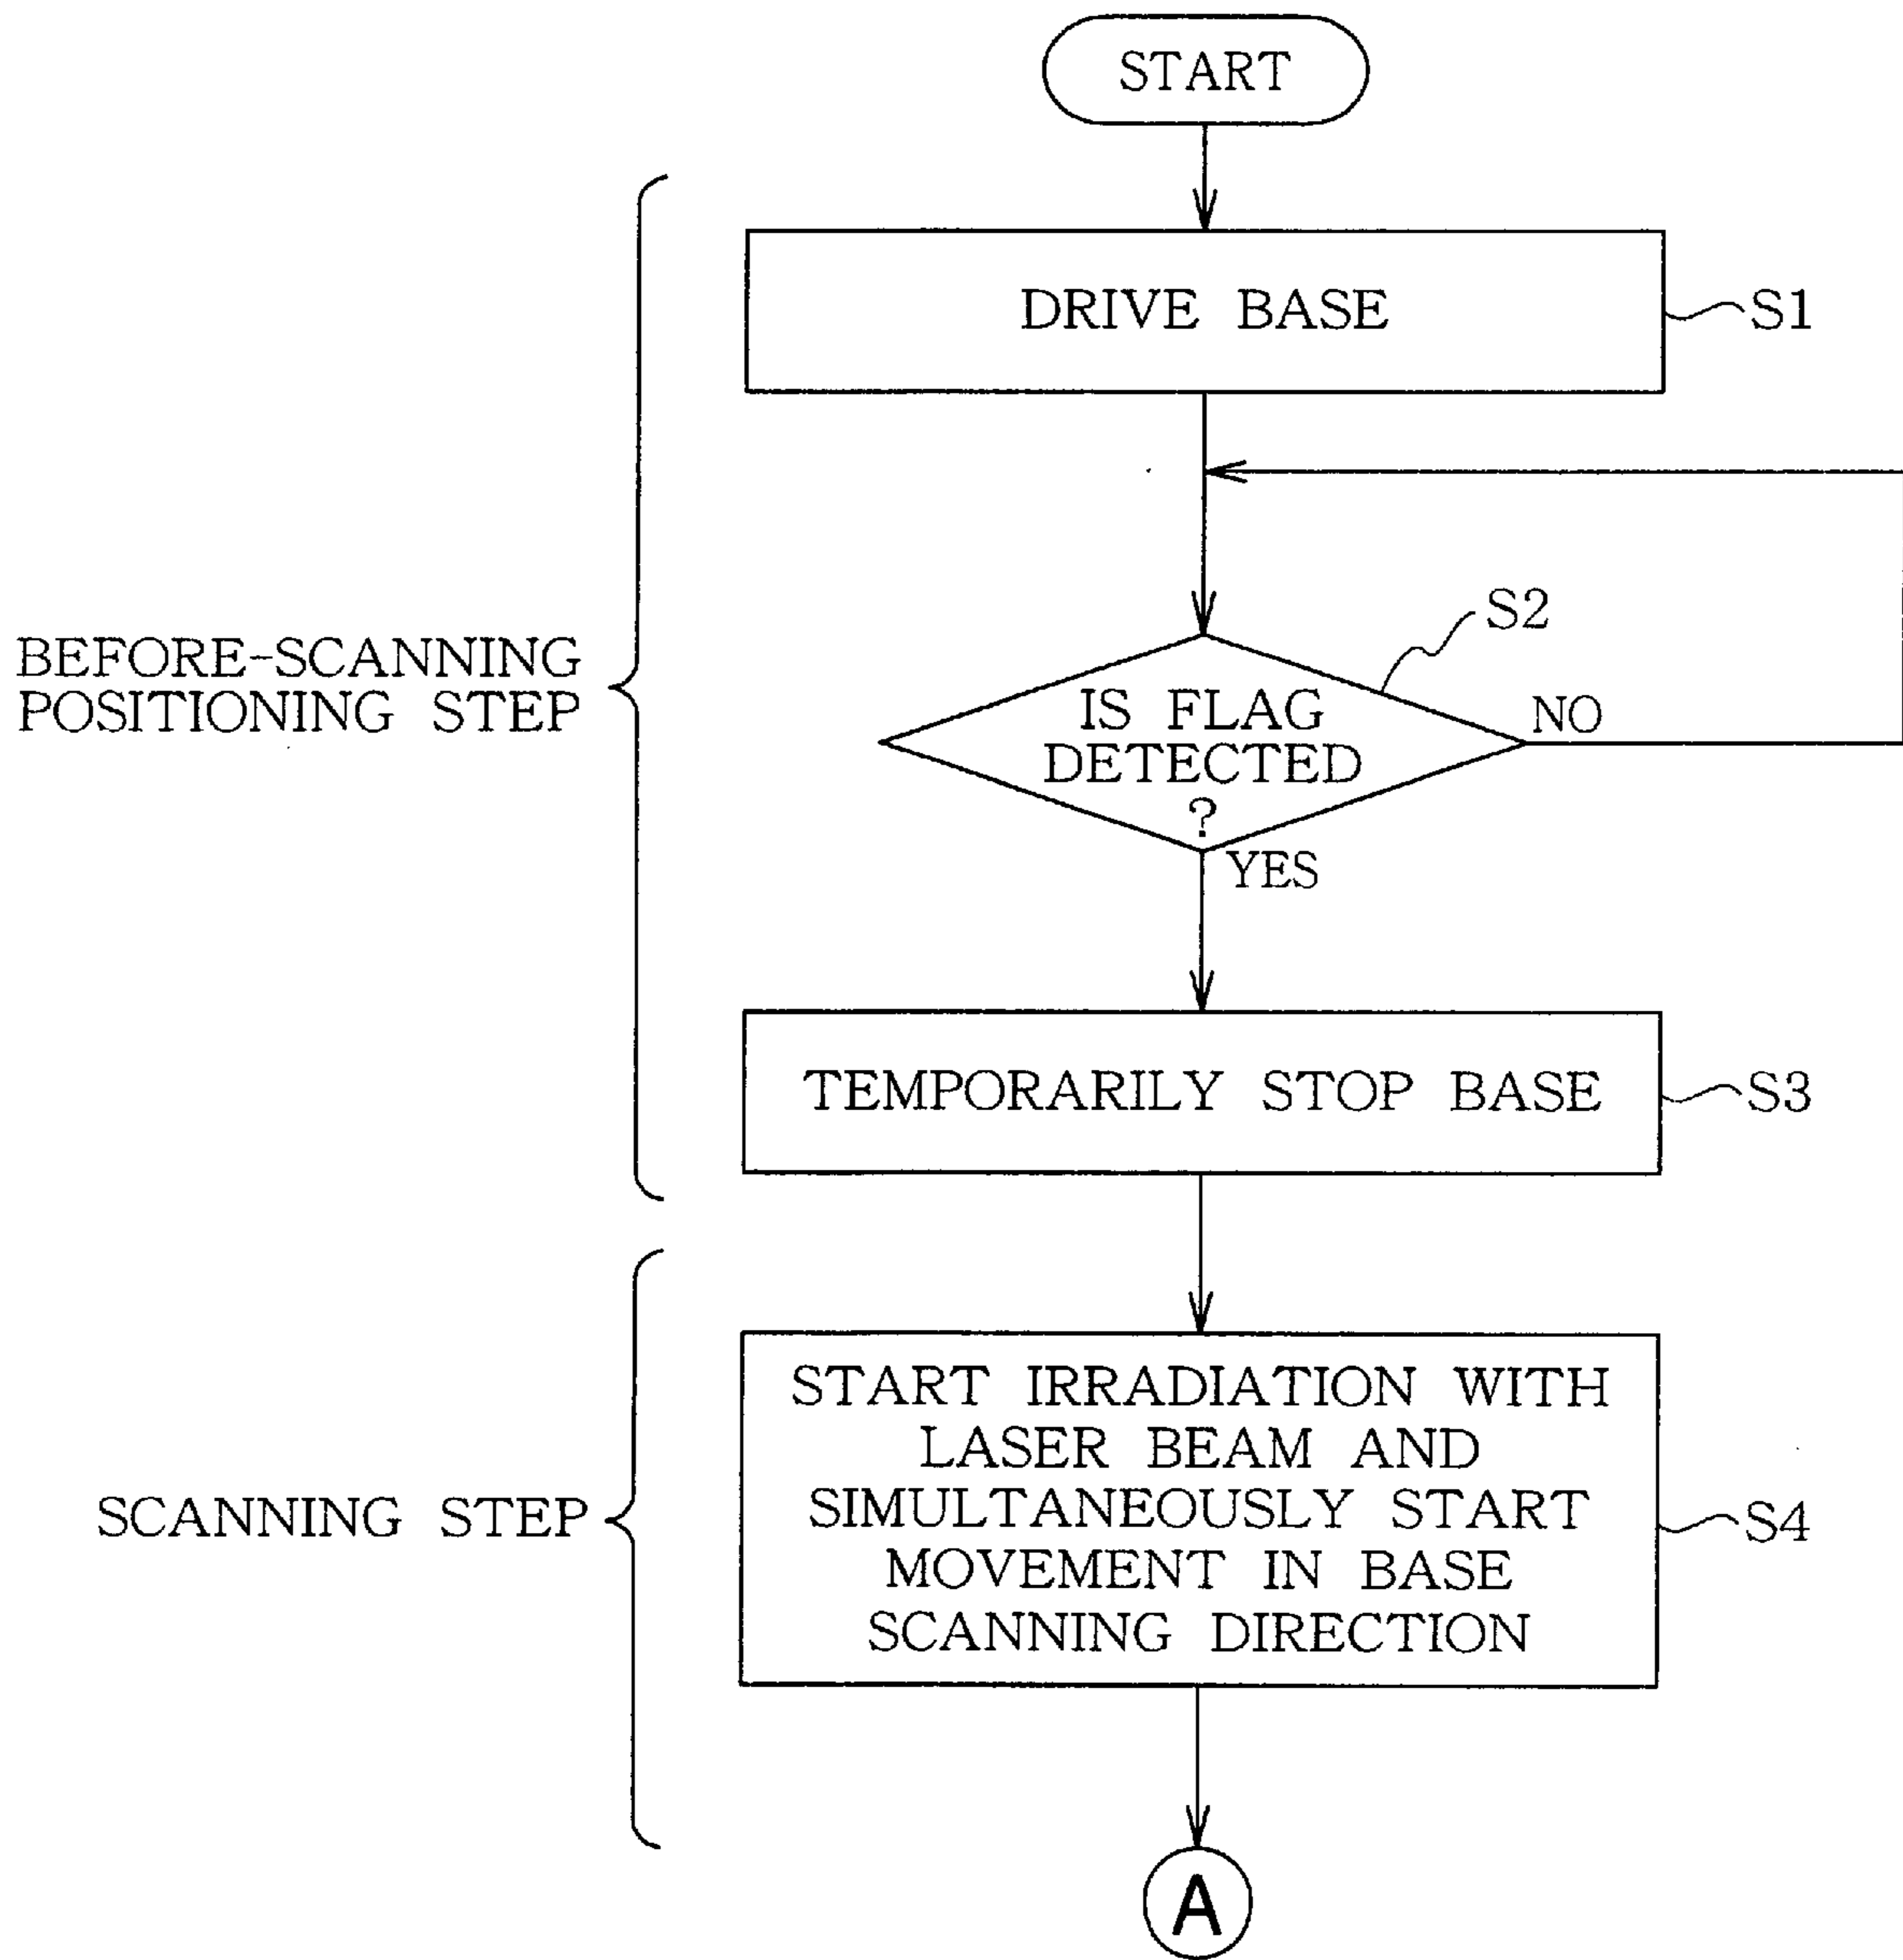 START
DRIVE BASE
S1
S2
BEFORE-SCANNING
POSITIONING STEP
IS FLAG
DETECTED
?
NO
YES
TEMPORARILY STOP BASE
S3
START IRRADIATION WITH
LASER BEAM AND
SIMULTANEOUSLY START
MOVEMENT IN BASE
SCANNING DIRECTION
SCANNING STEP
S4
A